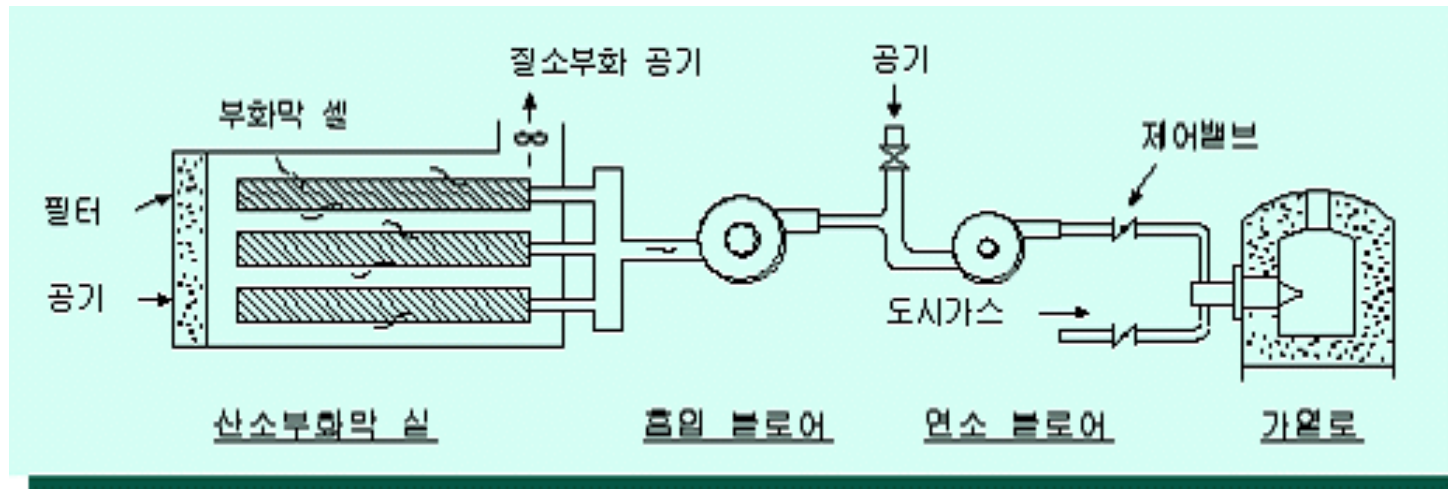 질소부화 공기
공기
부화막 셀
제어밸브
필터
공기
도시가스
산소부화막 실
흡입 블로어
연소 블로어
가열로